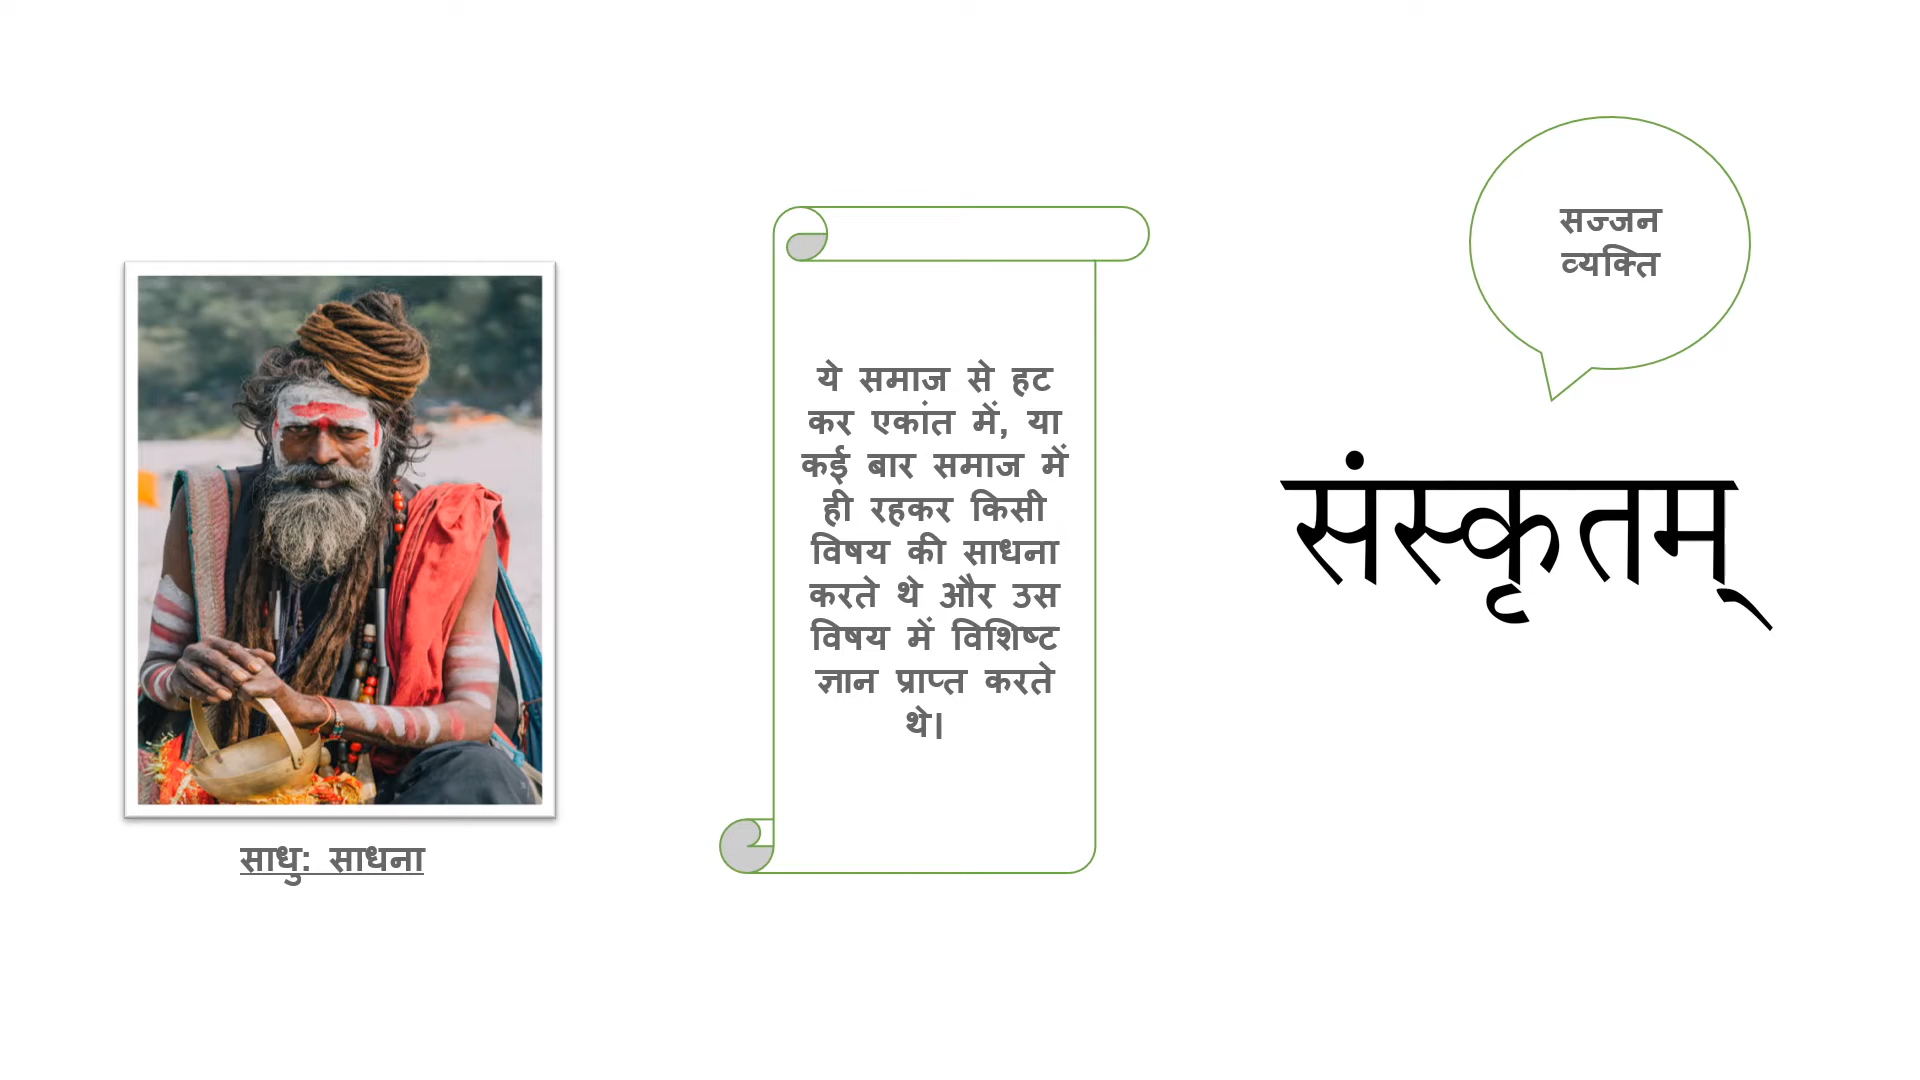 सज्जन
व्यक्ति
ये समाज से हट
कर एकांत में, या
कई बार समाज में
ही रहकर किसी
विषय की साधना
करते थे और उस
विषय में विशिष्ट
ज्ञान प्राप्त करते
थे।
संस्कृतम्
साधु: साधना